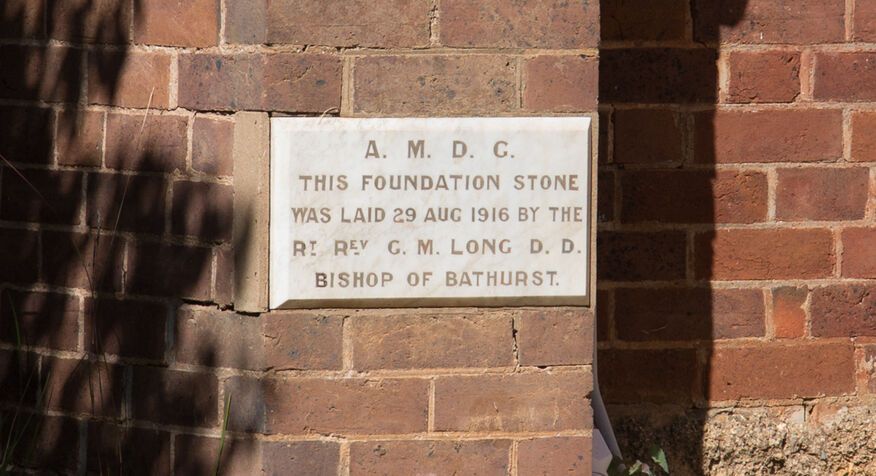 A. M. D. G.
THIS FOUNDATION STONE
WAS LAID 29 AUG 1916 BY THE
RT REV G. M. LONG D. D.
BISHOP OF BATHURST.